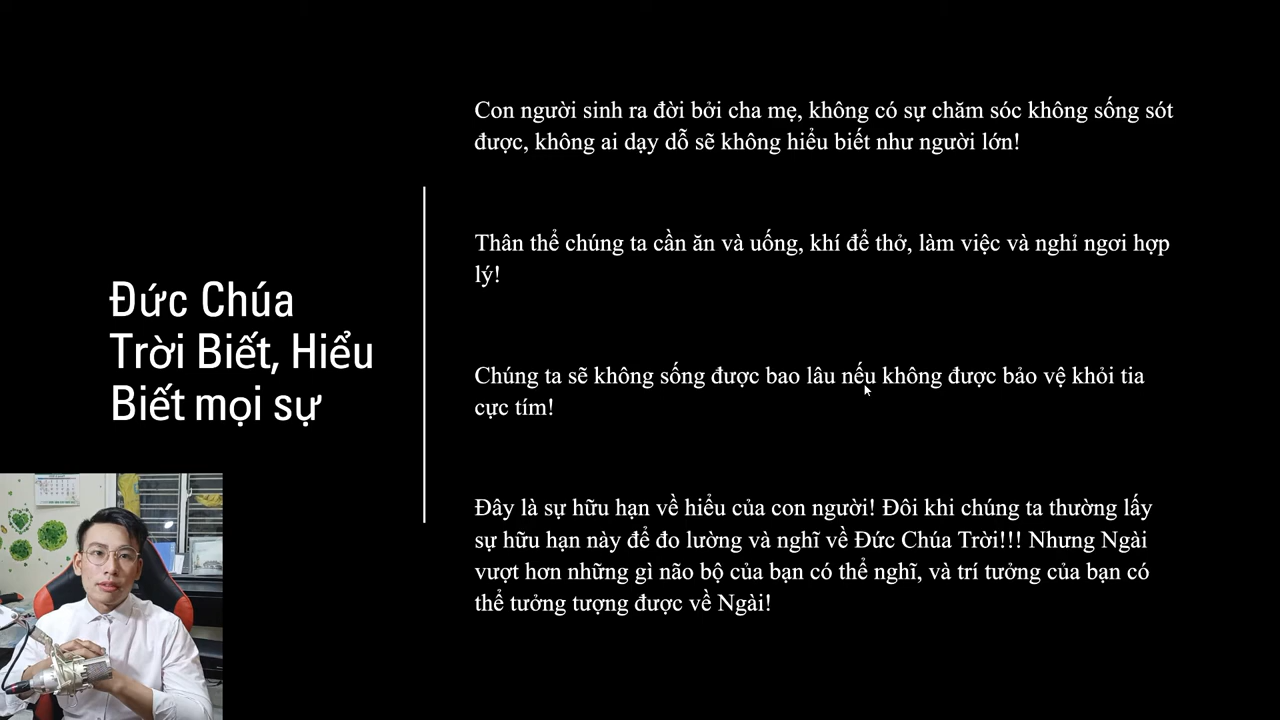 Đức Chúa
Trời Biết, Hiểu
Biết mọi sự
Con người sinh ra đời bởi cha mẹ, không có sự chăm sóc không sống sót
được, không ai dạy dỗ sẽ không hiểu biết như người lớn!
Thân thể chúng ta cần ăn và uống, khí để thở, làm việc và nghỉ ngơi hợp
lý!
Chúng ta sẽ không sống được bao lâu nếu không được bảo vệ khỏi tia
cực tím!
Đây là sự hữu hạn về hiểu của con người! Đôi khi chúng ta thường lấy
sự hữu hạn này để đo lường và nghĩ về Đức Chúa Trời!!! Nhưng Ngài
vượt hơn những gì não bộ của bạn có thể nghĩ, và trí tưởng của bạn có
thể tưởng tượng được về Ngài!